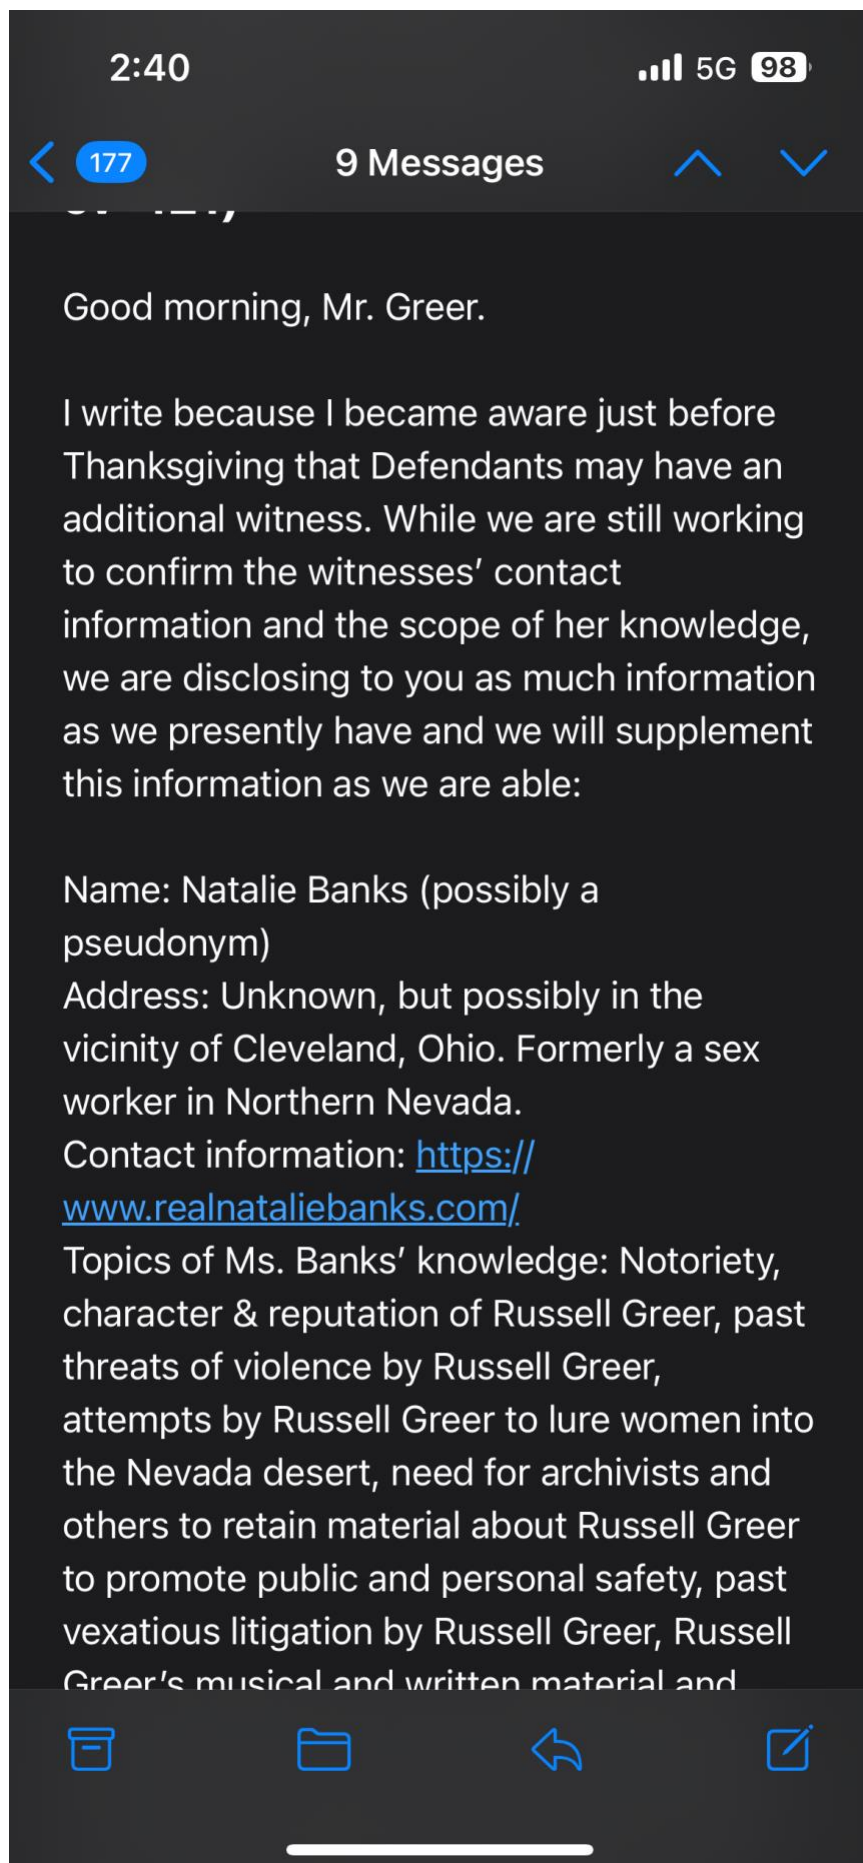 2:40
5G 98
177
9 Messages
Good morning, Mr. Greer.
I write because I became aware just before
Thanksgiving that Defendants may have an
additional witness. While we are still working
to confirm the witnesses’ contact
information and the scope of her knowledge,
we are disclosing to you as much information
as we presently have and we will supplement
this information as we are able:
Name: Natalie Banks (possibly a
pseudonym)
Address: Unknown, but possibly in the
vicinity of Cleveland, Ohio. Formerly a sex
worker in Northern Nevada.
Contact information: https://
www.realnataliebanks.com/
Topics of Ms. Banks’ knowledge: Notoriety,
character & reputation of Russell Greer, past
threats of violence by Russell Greer,
attempts by Russell Greer to lure women into
the Nevada desert, need for archivists and
others to retain material about Russell Greer
to promote public and personal safety, past
vexatious litigation by Russell Greer, Russell
Greer’s musical and written material and